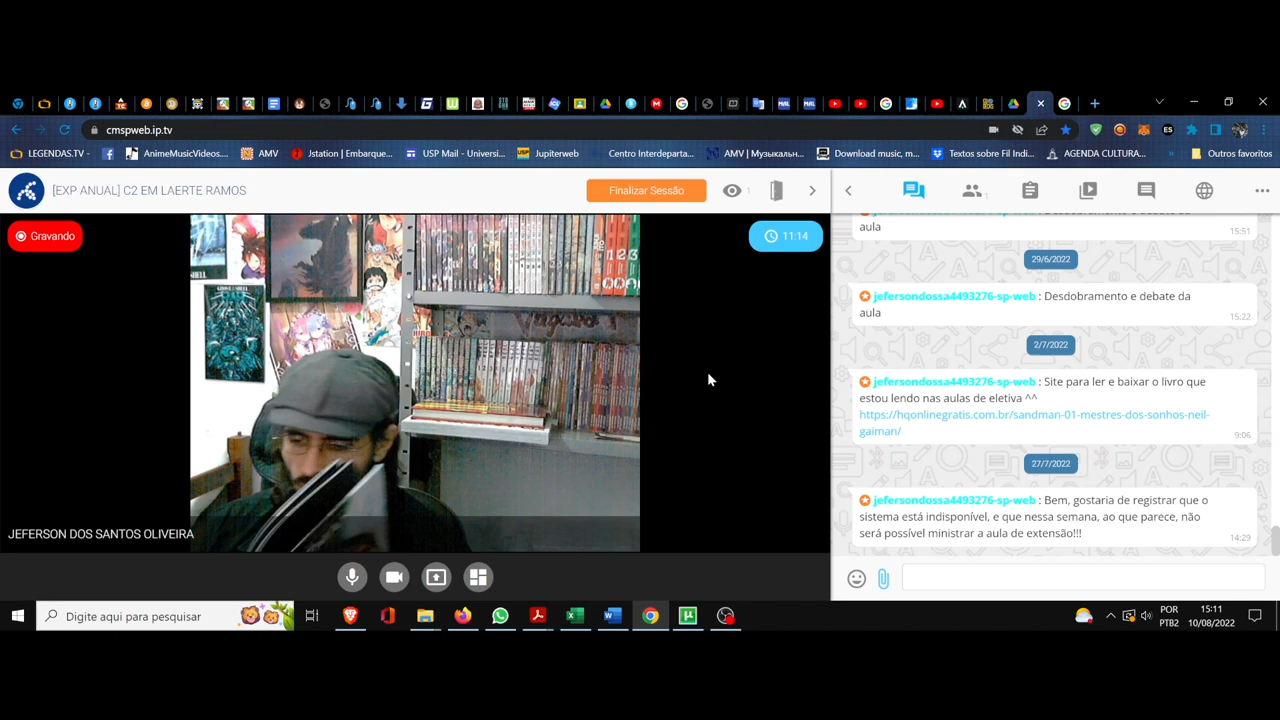 cmspweb.ip.tv
LEGENDAS.TV -
AnimeMusicVideos....
AMV
Jstation | Embarque...
USP Mail - Universi...
Jupiterweb
Centro Interdeparta...
AMV | Музыкальн...
Download music, m...
Textos sobre Fil Indi...
AGENDA CULTURA...
»
Outros favoritos
[EXP ANUAL] C2 EM LAERTE RAMOS
Finalizar Sessão
1
1
Gravando
11:14
JEFERSON DOS SANTOS OLIVEIRA
aula
15:51
29/6/2022
jefersondossa4493276-sp-web : Desdobramento e debate da
aula
15:22
2/7/2022
jefersondossa4493276-sp-web : Site para ler e baixar o livro que
estou lendo nas aulas de eletiva ^^
https://hqonlinegratis.com.br/sandman-01-mestres-dos-sonhos-neil-
gaiman/
9:06
27/7/2022
jefersondossa4493276-sp-web : Bem, gostaria de registrar que o
sistema está indisponível, e que nessa semana, ao que parece, não
será possível ministrar a aula de extensão!!!
14:29
Digite aqui para pesquisar
POR
PTB2
15:11
10/08/2022